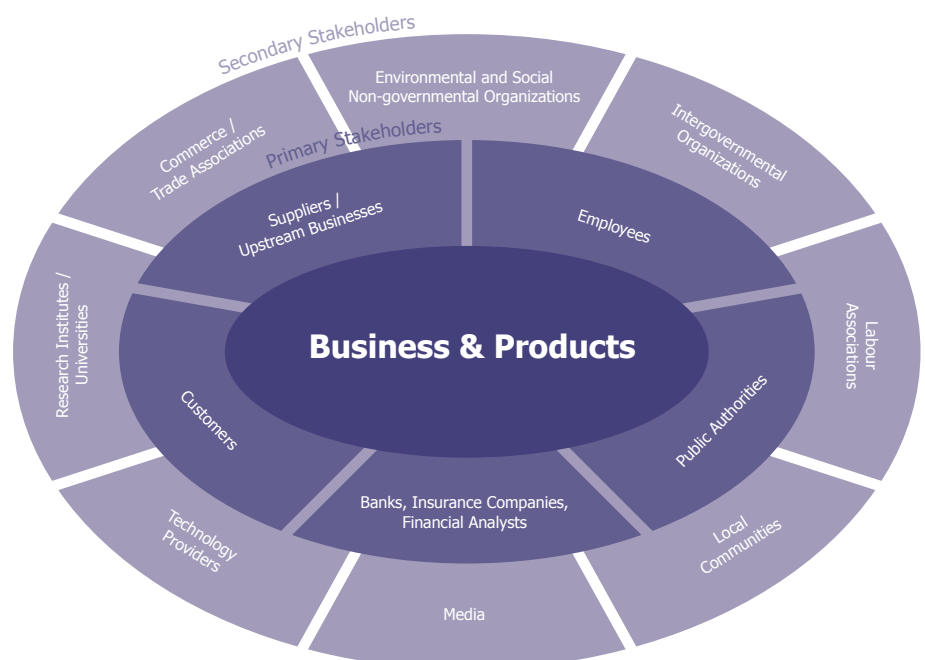 Secondary Stakeholders
Environmental and Social
Non-governmental Organizations
Commerce /
Trade Associations
Intergovernmental
Organizations
Primary Stakeholders
Suppliers /
Upstream Businesses
Employees
Research Institutes /
Universities
Business & Products
Labour
Associations
Customers
Public Authorities
Banks, Insurance Companies,
Financial Analysts
Technology
Providers
Local
Communities
Media